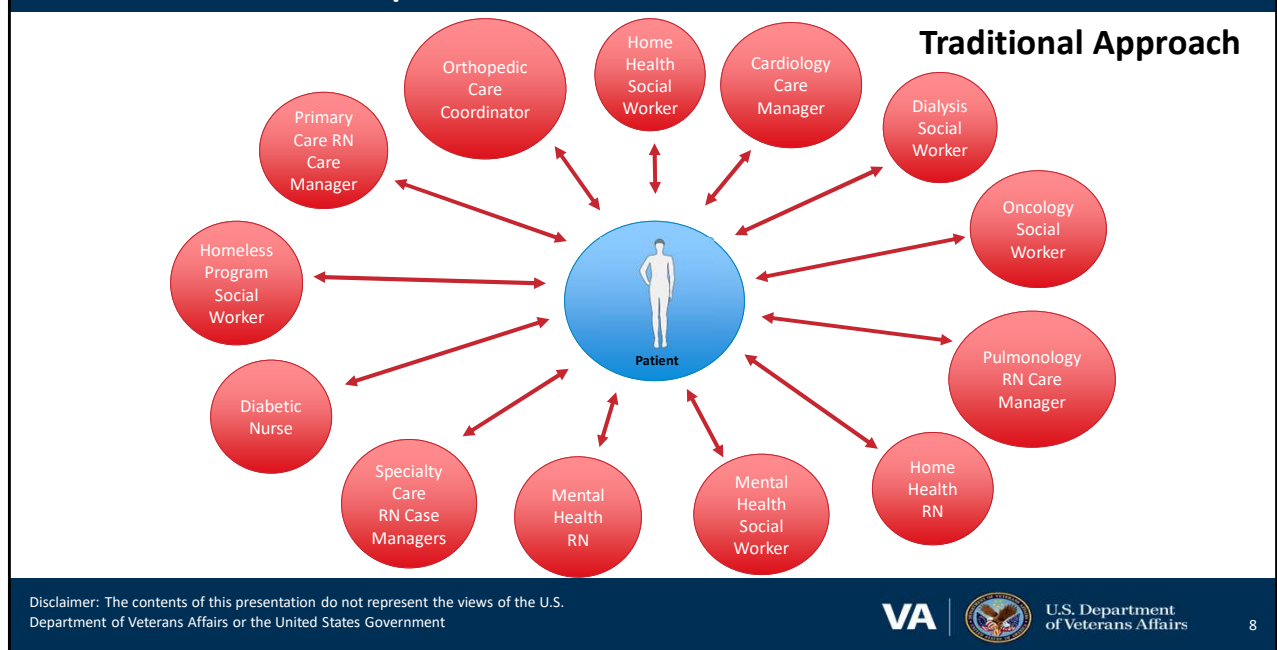 Traditional Approach
Orthopedic
Care
Coordinator
Home
Health
Social
Worker
Cardiology
Care
Manager
Dialysis
Social
Worker
Primary
Care RN
Care
Manager
Oncology
Social
Worker
Homeless
Program
Social
Worker
Patient
Pulmonology
RN Care
Manager
Diabetic
Nurse
Specialty
Care
RN Case
Managers
Mental
Health
RN
Mental
Health
Social
Worker
Home
Health
RN
Disclaimer: The contents of this presentation do not represent the views of the U.S.
Department of Veterans Affairs or the United States Government
VA
U.S. Department
of Veterans Affairs
8